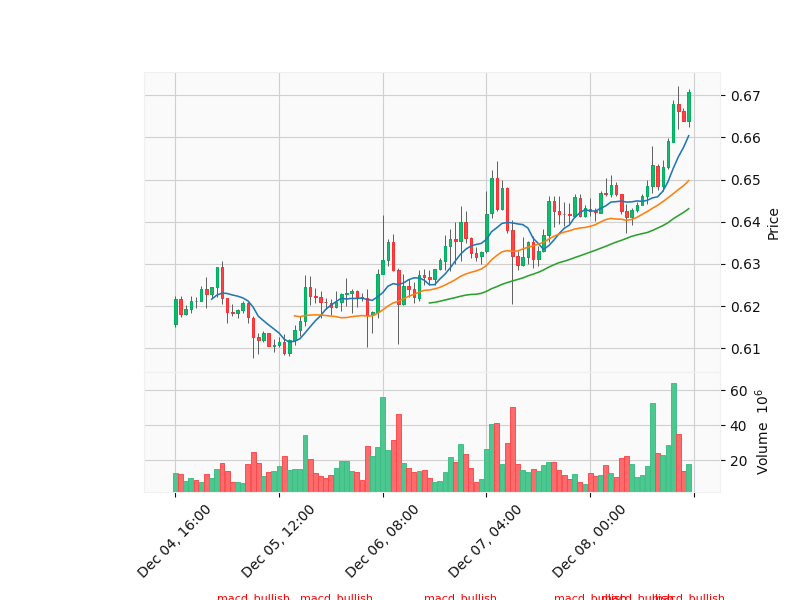 0.67
0.66
0.65
0.64
0.63
0.62
0.61
Price
60
40
20
Volume 10⁶
Dec 04, 16:00
Dec 05, 12:00
Dec 06, 08:00
Dec 07, 04:00
Dec 08, 00:00
macd_bullish macd_bullish macd_bullish macd_bullish macd_bullish macd_bullish